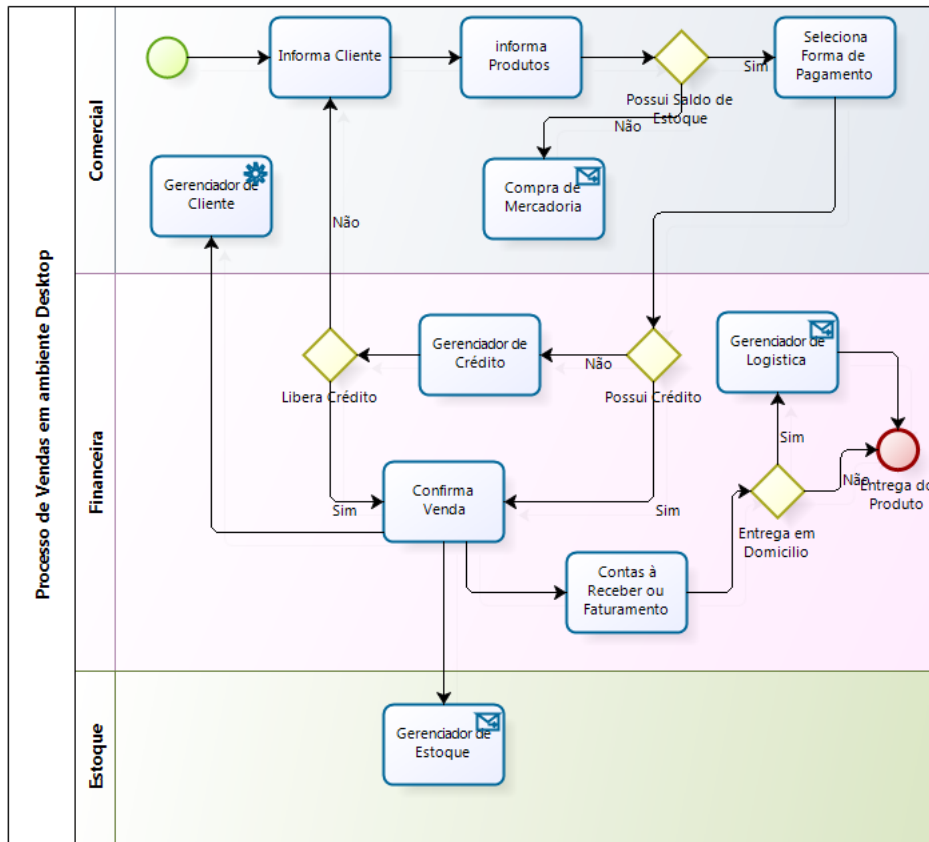 Processo de Vendas em ambiente Desktop
Comercial
Informa Cliente
informa
Produtos
Possui Saldo de
Estoque
Sim
Seleciona
Forma de
Pagamento
Não
Compra de
Mercadoria
Gerenciador de
Cliente
Não
Financeira
Libera Crédito
Gerenciador de
Crédito
Não
Possui Crédito
Gerenciador de
Logistica
Sim
Não
Entrega do
Produto
Entrega em
Domicilio
Sim
Confirma
Venda
Sim
Contas à
Receber ou
Faturamento
Estoque
Gerenciador de
Estoque